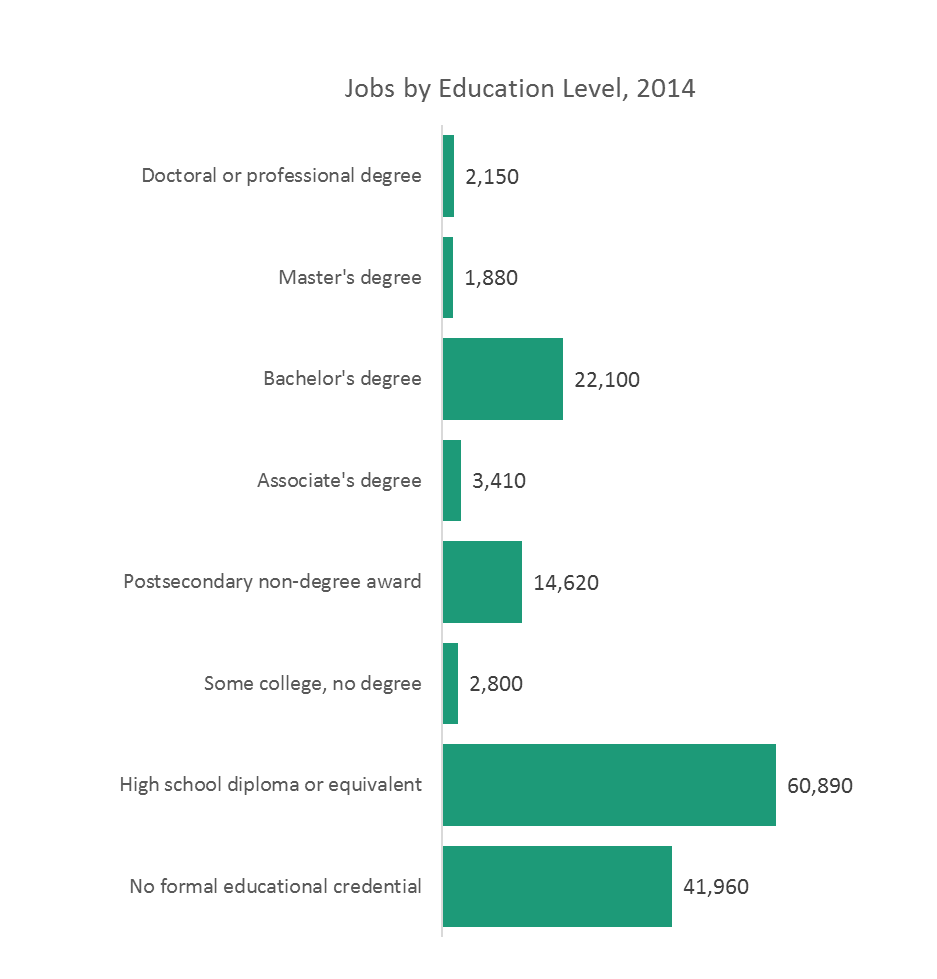 Jobs by Education Level, 2014
Doctoral or professional degree 2,150
Master's degree 1,880
Bachelor's degree 22,100
Associate's degree 3,410
Postsecondary non-degree award 14,620
Some college, no degree 2,800
High school diploma or equivalent 60,890
No formal educational credential 41,960